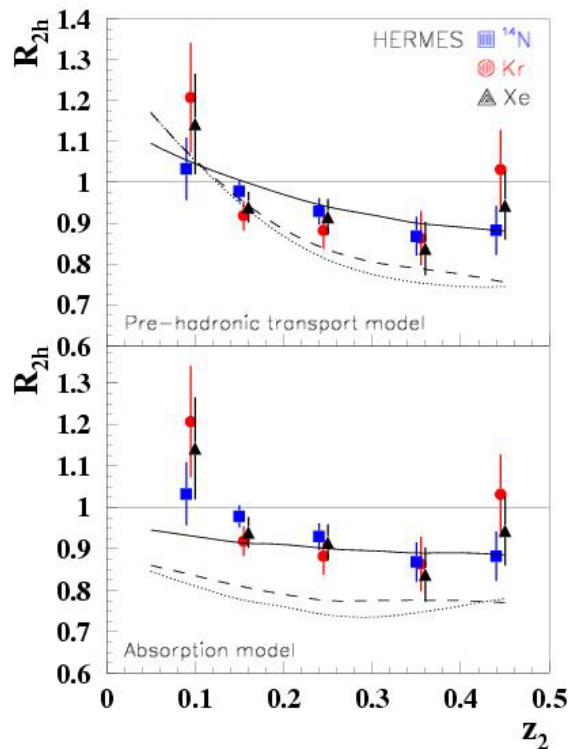 R2h
1.4
HERMES ■ ¹⁴N
● Kr
▲ Xe
1.3
1.2
1.1
1
0.9
0.8
0.7
Pre-hadronic transport model
0.6
R2h
1.3
1.2
1.1
1
0.9
0.8
0.7
Absorption model
0.6
0 0.1 0.2 0.3 0.4 0.5
z2